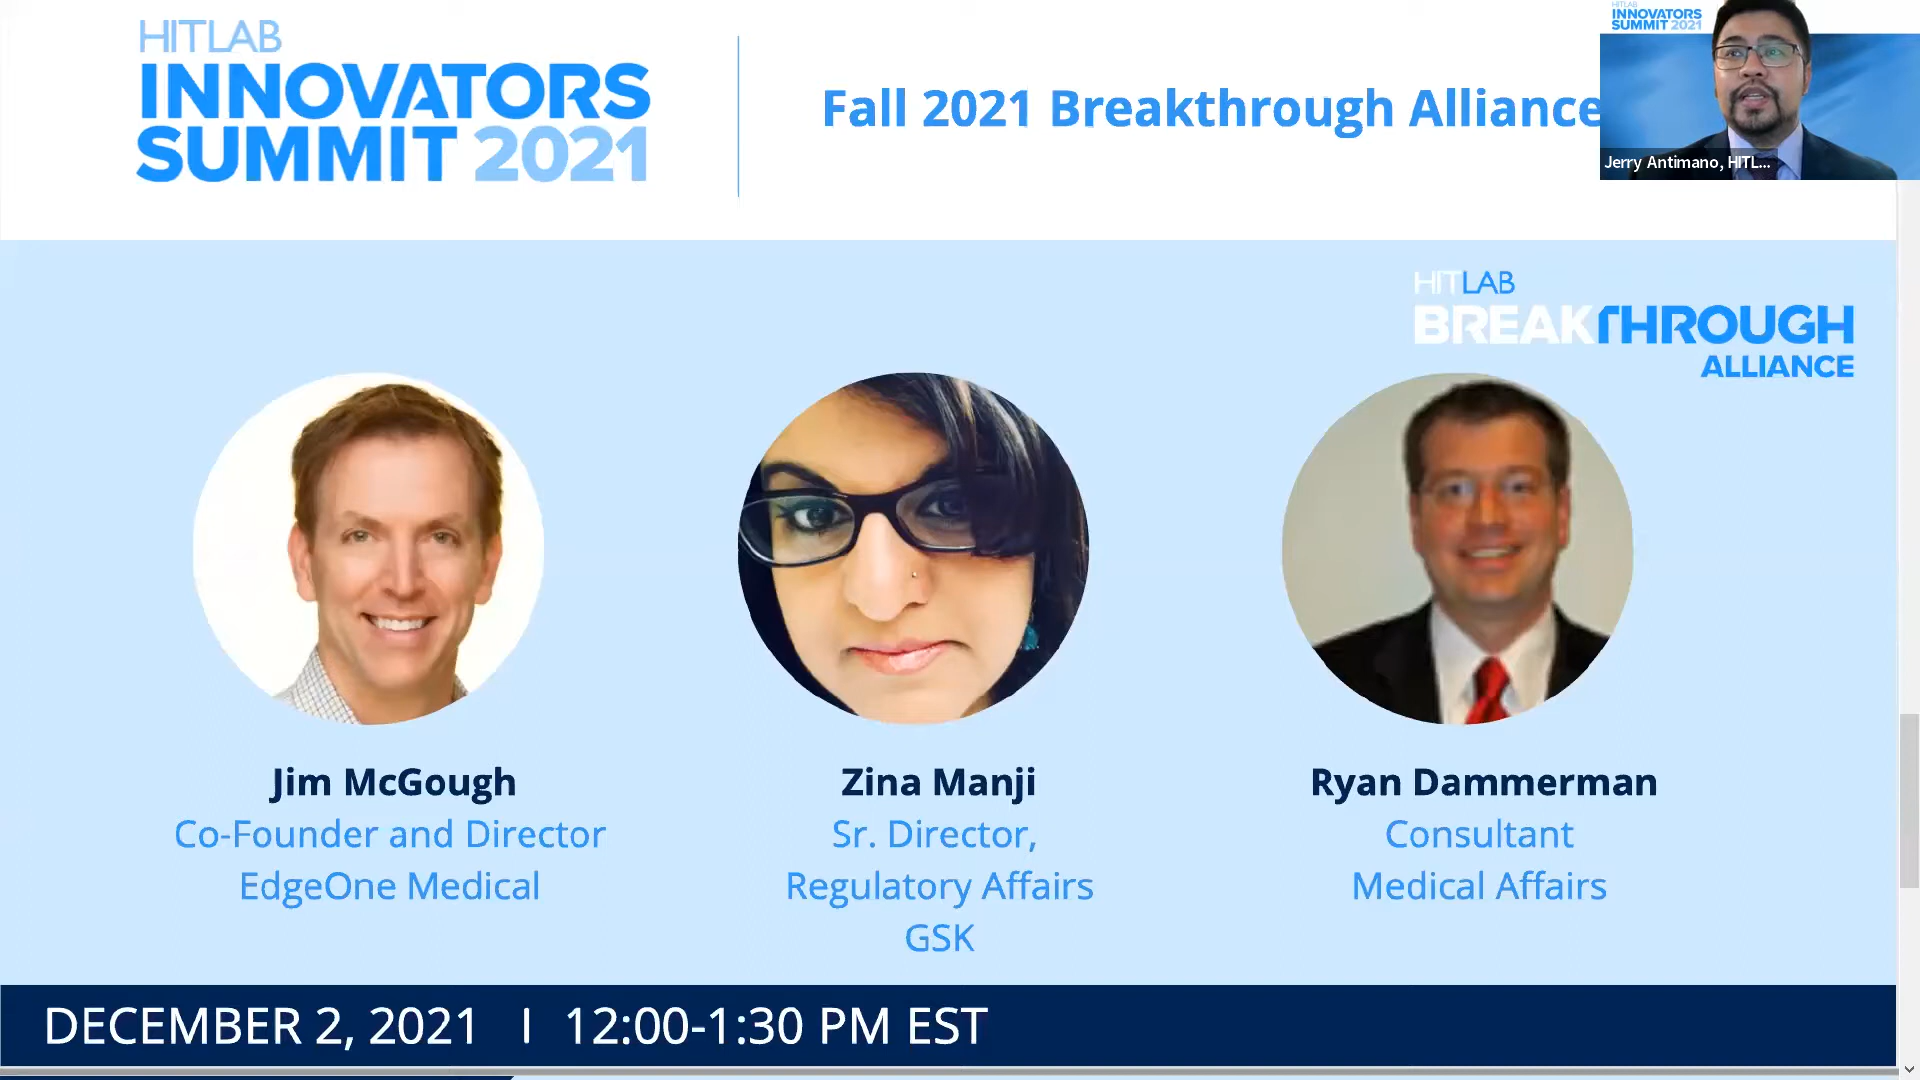 HITLAB
INNOVATORS
SUMMIT 2021
Fall 2021 Breakthrough Alliance
HITLAB
INNOVATORS
SUMMIT 2021
Jerry Antimano, HITL...
HITLAB
BREAKTHROUGH
ALLIANCE
Jim McGough
Co-Founder and Director
EdgeOne Medical
Zina Manji
Sr. Director,
Regulatory Affairs
GSK
Ryan Dammerman
Consultant
Medical Affairs
DECEMBER 2, 2021 I 12:00-1:30 PM EST